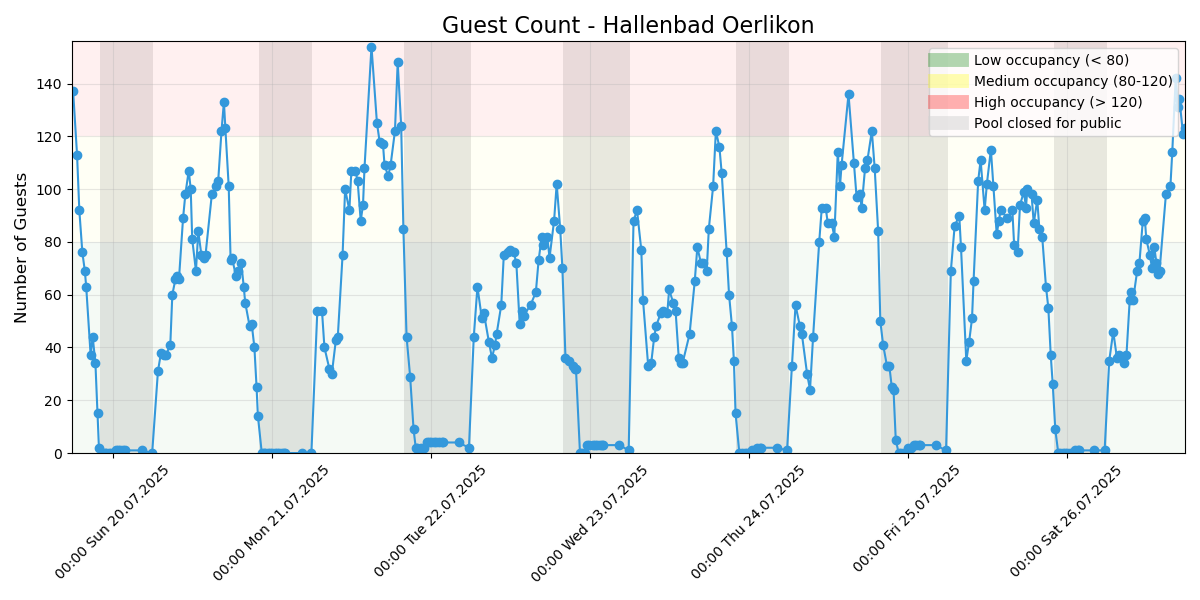 Guest Count - Hallenbad Oerlikon
Number of Guests
140
120
100
80
60
40
20
0
Low occupancy (< 80)
Medium occupancy (80-120)
High occupancy (> 120)
Pool closed for public
00:00 Sun 20.07.2025
00:00 Mon 21.07.2025
00:00 Tue 22.07.2025
00:00 Wed 23.07.2025
00:00 Thu 24.07.2025
00:00 Fri 25.07.2025
00:00 Sat 26.07.2025